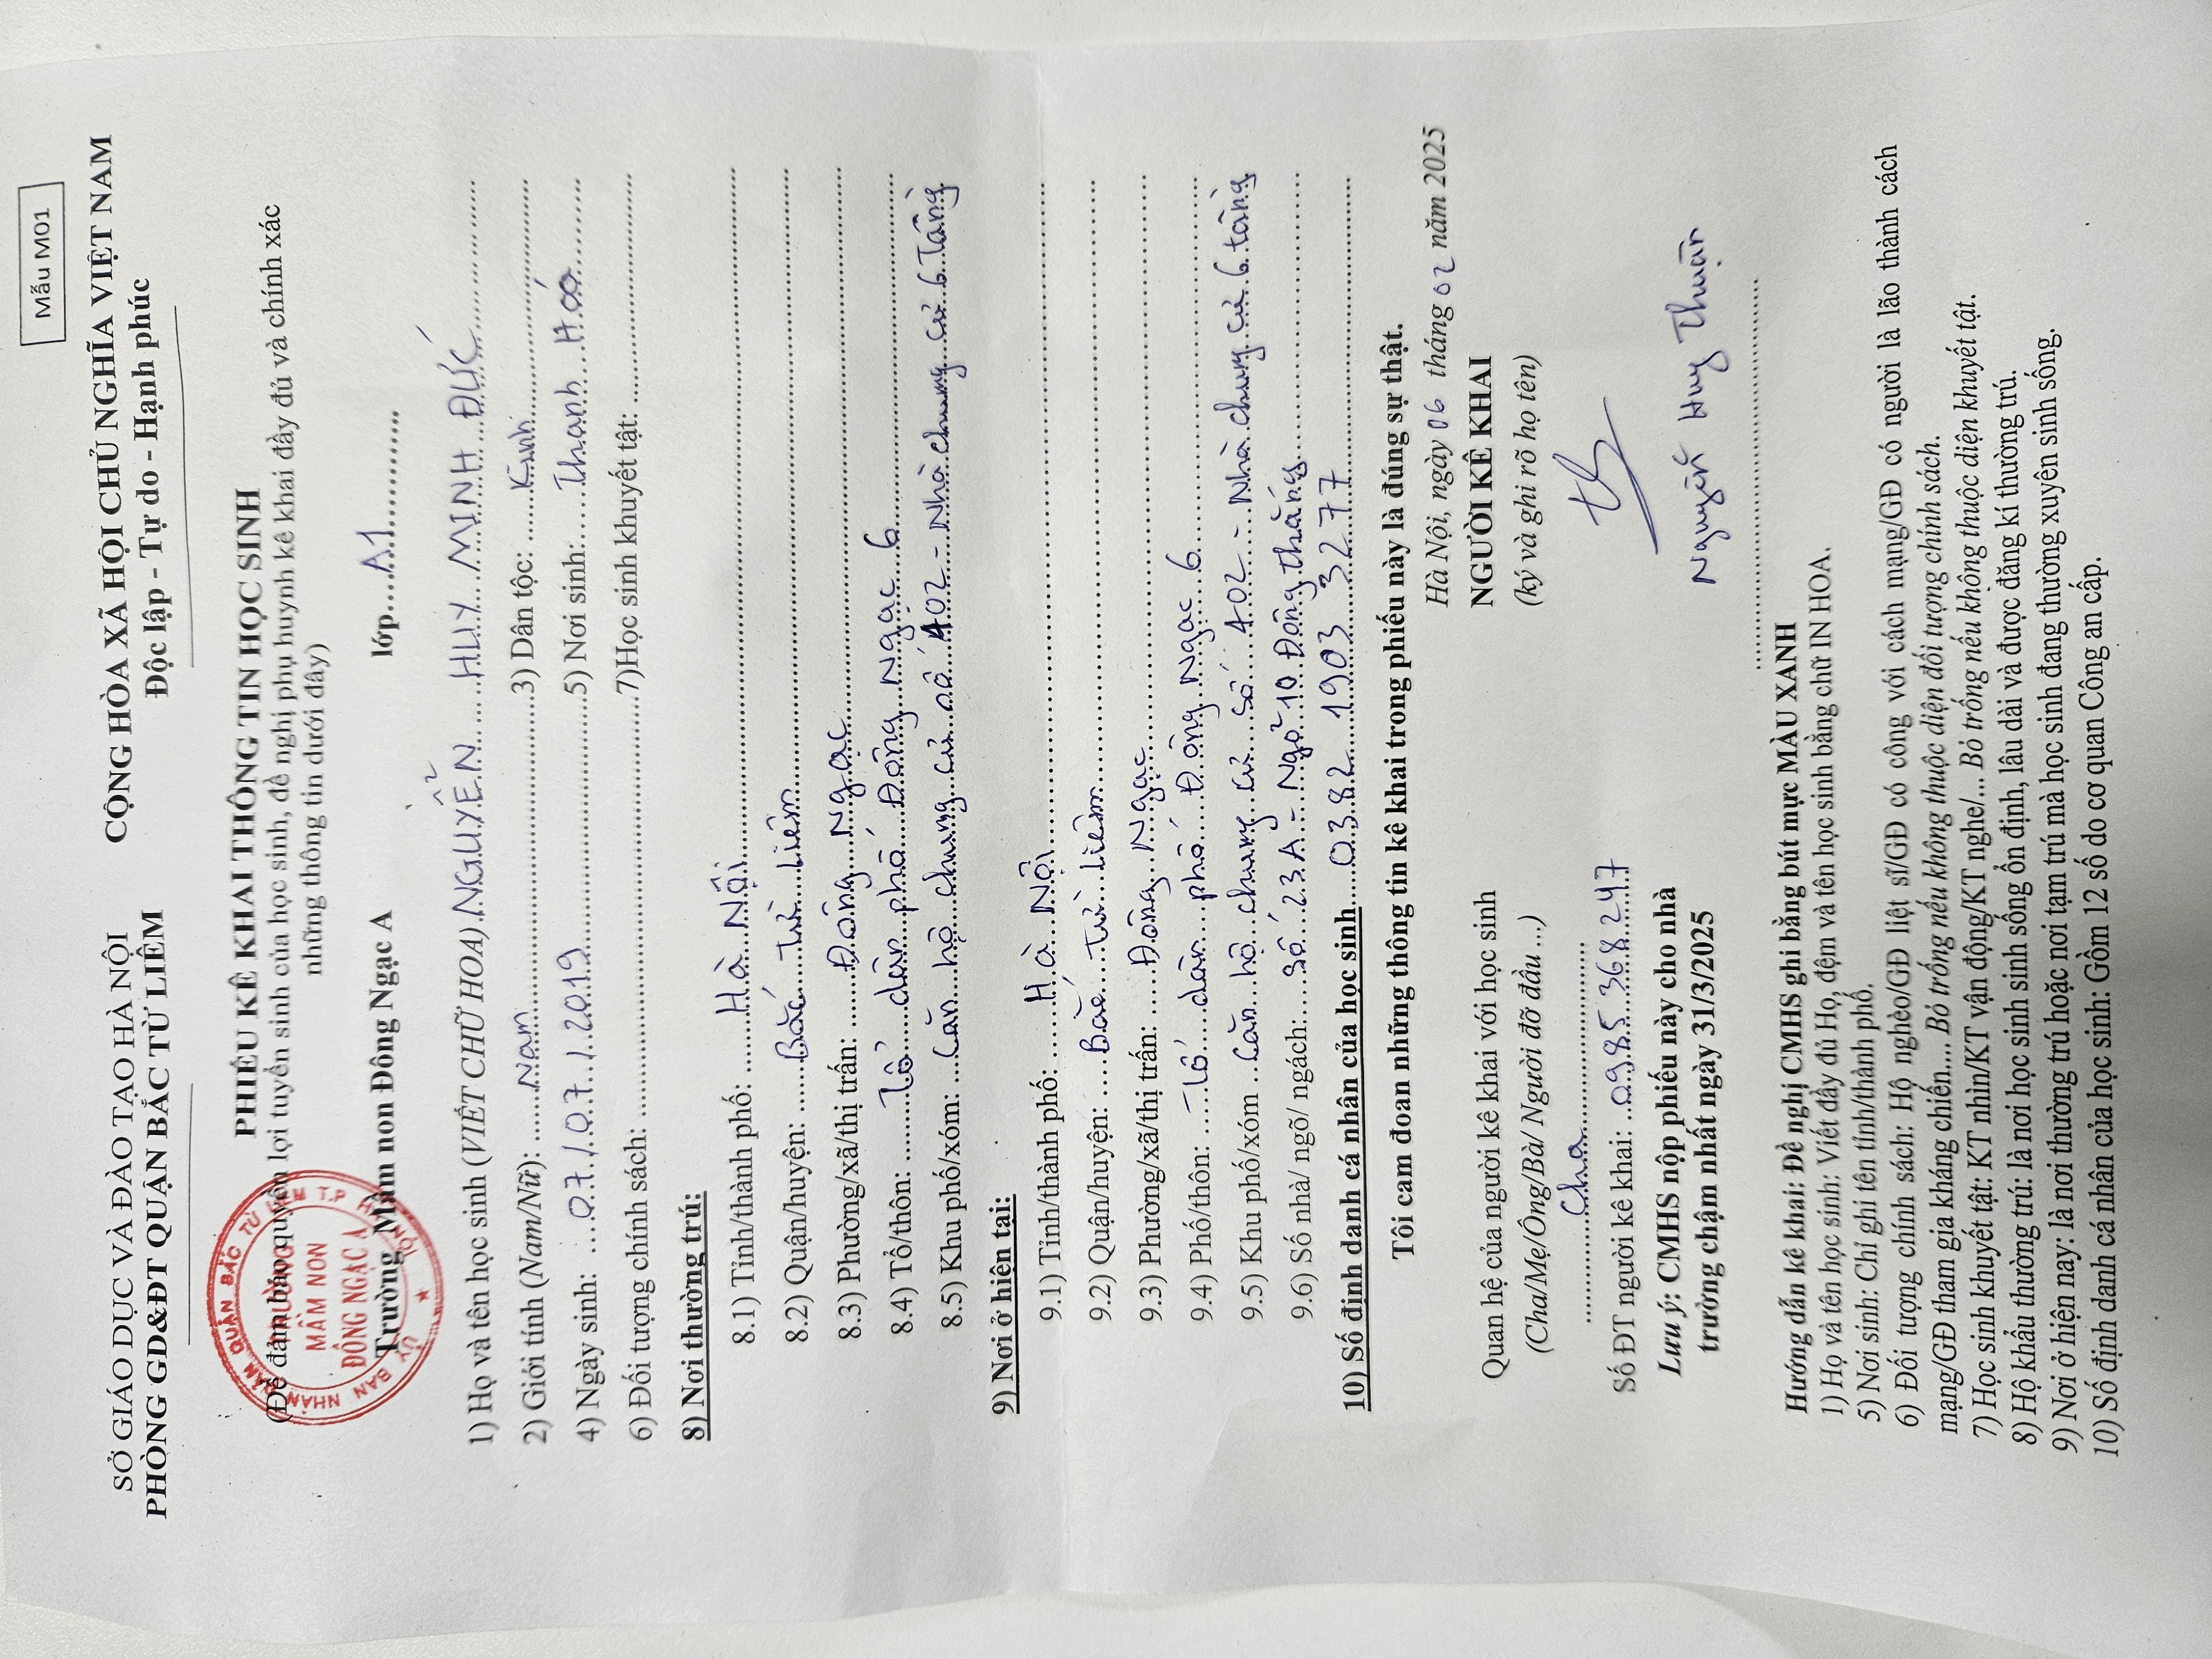 Mẫu M01
SỞ GIÁO DỤC VÀ ĐÀO TẠO HÀ NỘI
PHÒNG GD&ĐT QUẬN BẮC TỪ LIÊM
CỘNG HÒA XÃ HỘI CHỦ NGHĨA VIỆT NAM
Độc lập - Tự do - Hạnh phúc
PHIẾU KÊ KHAI THÔNG TIN HỌC SINH
(Để đảm bảo quyền lợi tuyển sinh của học sinh, đề nghị phụ huynh kê khai đầy đủ và chính xác
những thông tin dưới đây)
ỦY BAN NHÂN DÂN QUẬN BẮC TỪ LIÊM T.P HÀ NỘI
TRƯỜNG
MẦM NON
ĐÔNG NGẠC A
Trường Mầm non Đông Ngạc A lớp....A1....
1) Họ và tên học sinh (VIẾT CHỮ HOA) NGUYỄN HUY MINH ĐỨC
2) Giới tính (Nam/Nữ): Nam 3) Dân tộc: Kinh
4) Ngày sinh: 07/07/2019 5) Nơi sinh: Thanh Hoá
6) Đối tượng chính sách: 7)Học sinh khuyết tật:
8) Nơi thường trú:
8.1) Tỉnh/thành phố: Hà Nội
8.2) Quận/huyện: Bắc Từ Liêm
8.3) Phường/xã/thị trấn: Đông Ngạc
8.4) Tổ/thôn: Tổ dân phố Đông Ngạc 6
8.5) Khu phố/xóm: Căn hộ chung cư số 402 - Nhà chung cư 6 Tầng
9) Nơi ở hiện tại:
9.1) Tỉnh/thành phố: Hà Nội
9.2) Quận/huyện: Bắc Từ Liêm
9.3) Phường/xã/thị trấn: Đông Ngạc
9.4) Phố/thôn: Tổ dân phố Đông Ngạc 6
9.5) Khu phố/xóm Căn hộ chung cư số 402 - Nhà chung cư 6 tầng
9.6) Số nhà/ ngõ/ ngách: Số 23A - Ngõ 10 Đông Thắng
10) Số định danh cá nhân của học sinh 0382 1903 3277
Tôi cam đoan những thông tin kê khai trong phiếu này là đúng sự thật.
Hà Nội, ngày 06 tháng 02 năm 2025
Quan hệ của người kê khai với học sinh
(Cha/Mẹ/Ông/Bà/ Người đỡ đầu ...)
Cha
Số ĐT người kê khai: 0985.368.247
Lưu ý: CMHS nộp phiếu này cho nhà
trường chậm nhất ngày 31/3/2025
NGƯỜI KÊ KHAI
(ký và ghi rõ họ tên)
Nguyễn Huy Thuận
Hướng dẫn kê khai: Đề nghị CMHS ghi bằng bút mực MÀU XANH
1) Họ và tên học sinh: Viết đầy đủ Họ, đệm và tên học sinh bằng chữ IN HOA.
5) Nơi sinh: Chỉ ghi tên tỉnh/thành phố.
6) Đối tượng chính sách: Hộ nghèo/GĐ liệt sĩ/GĐ có công với cách mạng/GĐ có người là lão thành cách
mạng/GĐ tham gia kháng chiến.... Bỏ trống nếu không thuộc diện đối tượng chính sách.
7) Học sinh khuyết tật: KT nhìn/KT vận động/KT nghe/... Bỏ trống nếu không thuộc diện khuyết tật.
8) Hộ khẩu thường trú: là nơi học sinh sinh sống ổn định, lâu dài và được đăng kí thường trú.
9) Nơi ở hiện nay: là nơi thường trú hoặc nơi tạm trú mà học sinh đang thường xuyên sinh sống.
10) Số định danh cá nhân của học sinh: Gồm 12 số do cơ quan Công an cấp.